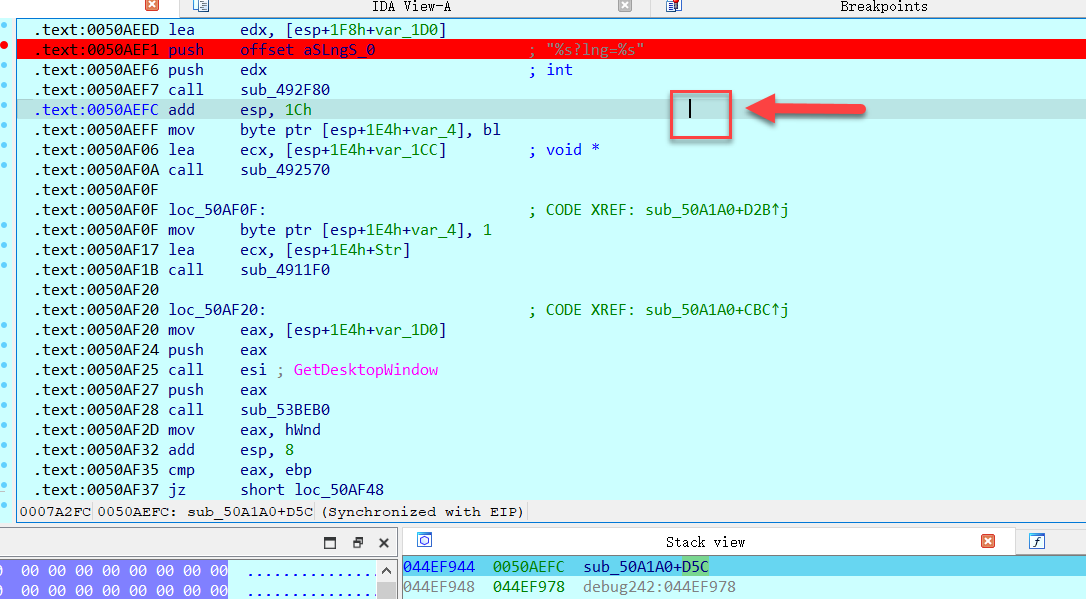 IDA View-A Breakpoints
.text:0050AEED lea edx, [esp+1F8h+var_1D0]
.text:0050AEF1 push offset aSLngS_0 ; "%s?lng=%s"
.text:0050AEF6 push edx ; int
.text:0050AEF7 call sub_492F80
.text:0050AEFC add esp, 1Ch
.text:0050AEFF mov byte ptr [esp+1E4h+var_4], bl
.text:0050AF06 lea ecx, [esp+1E4h+var_1CC] ; void *
.text:0050AF0A call sub_492570
.text:0050AF0F
.text:0050AF0F loc_50AF0F: ; CODE XREF: sub_50A1A0+D2B↑j
.text:0050AF0F mov byte ptr [esp+1E4h+var_4], 1
.text:0050AF17 lea ecx, [esp+1E4h+Str]
.text:0050AF1B call sub_4911F0
.text:0050AF20
.text:0050AF20 loc_50AF20: ; CODE XREF: sub_50A1A0+CBC↑j
.text:0050AF20 mov eax, [esp+1E4h+var_1D0]
.text:0050AF24 push eax
.text:0050AF25 call esi ; GetDesktopWindow
.text:0050AF27 push eax
.text:0050AF28 call sub_53BEB0
.text:0050AF2D mov eax, hWnd
.text:0050AF32 add esp, 8
.text:0050AF35 cmp eax, ebp
.text:0050AF37 jz short loc_50AF48
0007A2FC 0050AEFC: sub_50A1A0+D5C (Synchronized with EIP)
Stack view
00 00 00 00 00 00 00 ...............
00 00 00 00 00 00 00 ...............
044EF944 0050AEFC sub_50A1A0+D5C
044EF948 044EF978 debug242:044EF978